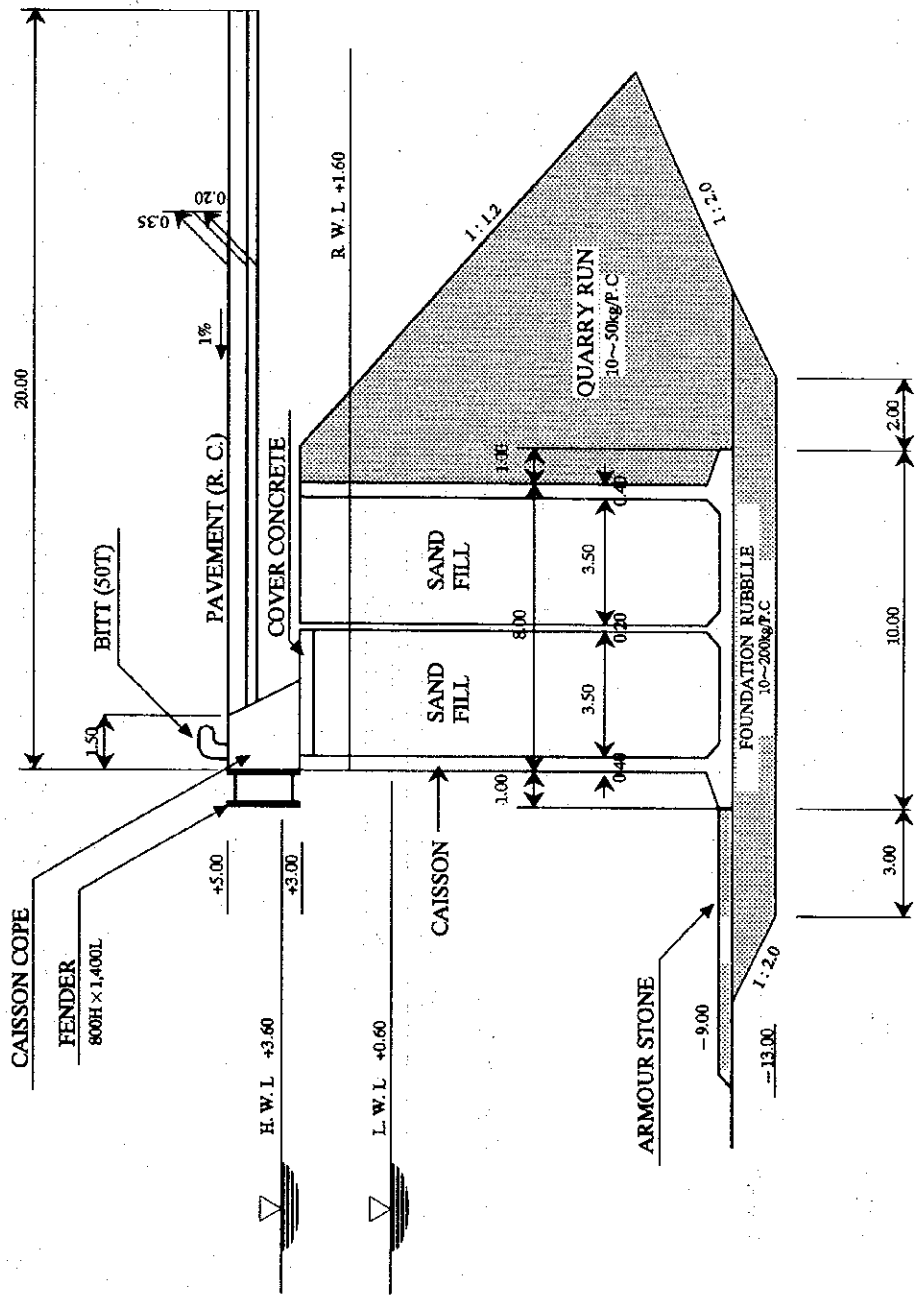 20.00
0.35
0.20
1%
PAVEMENT (R. C.)
BITT (50T)
1.50
CAISSON COPE
FENDER
800H × 1,400L
+5.00
+3.00
COVER CONCRETE
R. W. L +1.60
H. W. L +3.60
L. W. L +0.60
CAISSON
1.00
8.00
1.00
SAND
FILL
SAND
FILL
0.40
3.50
0.20
3.50
0.40
QUARRY RUN
10~50kg/P.C
1 : 1.2
1 : 2.0
ARMOUR STONE
-9.00
-13.00
1 : 2.0
FOUNDATION RUBBLLE
10~200kg/P.C
3.00
10.00
2.00